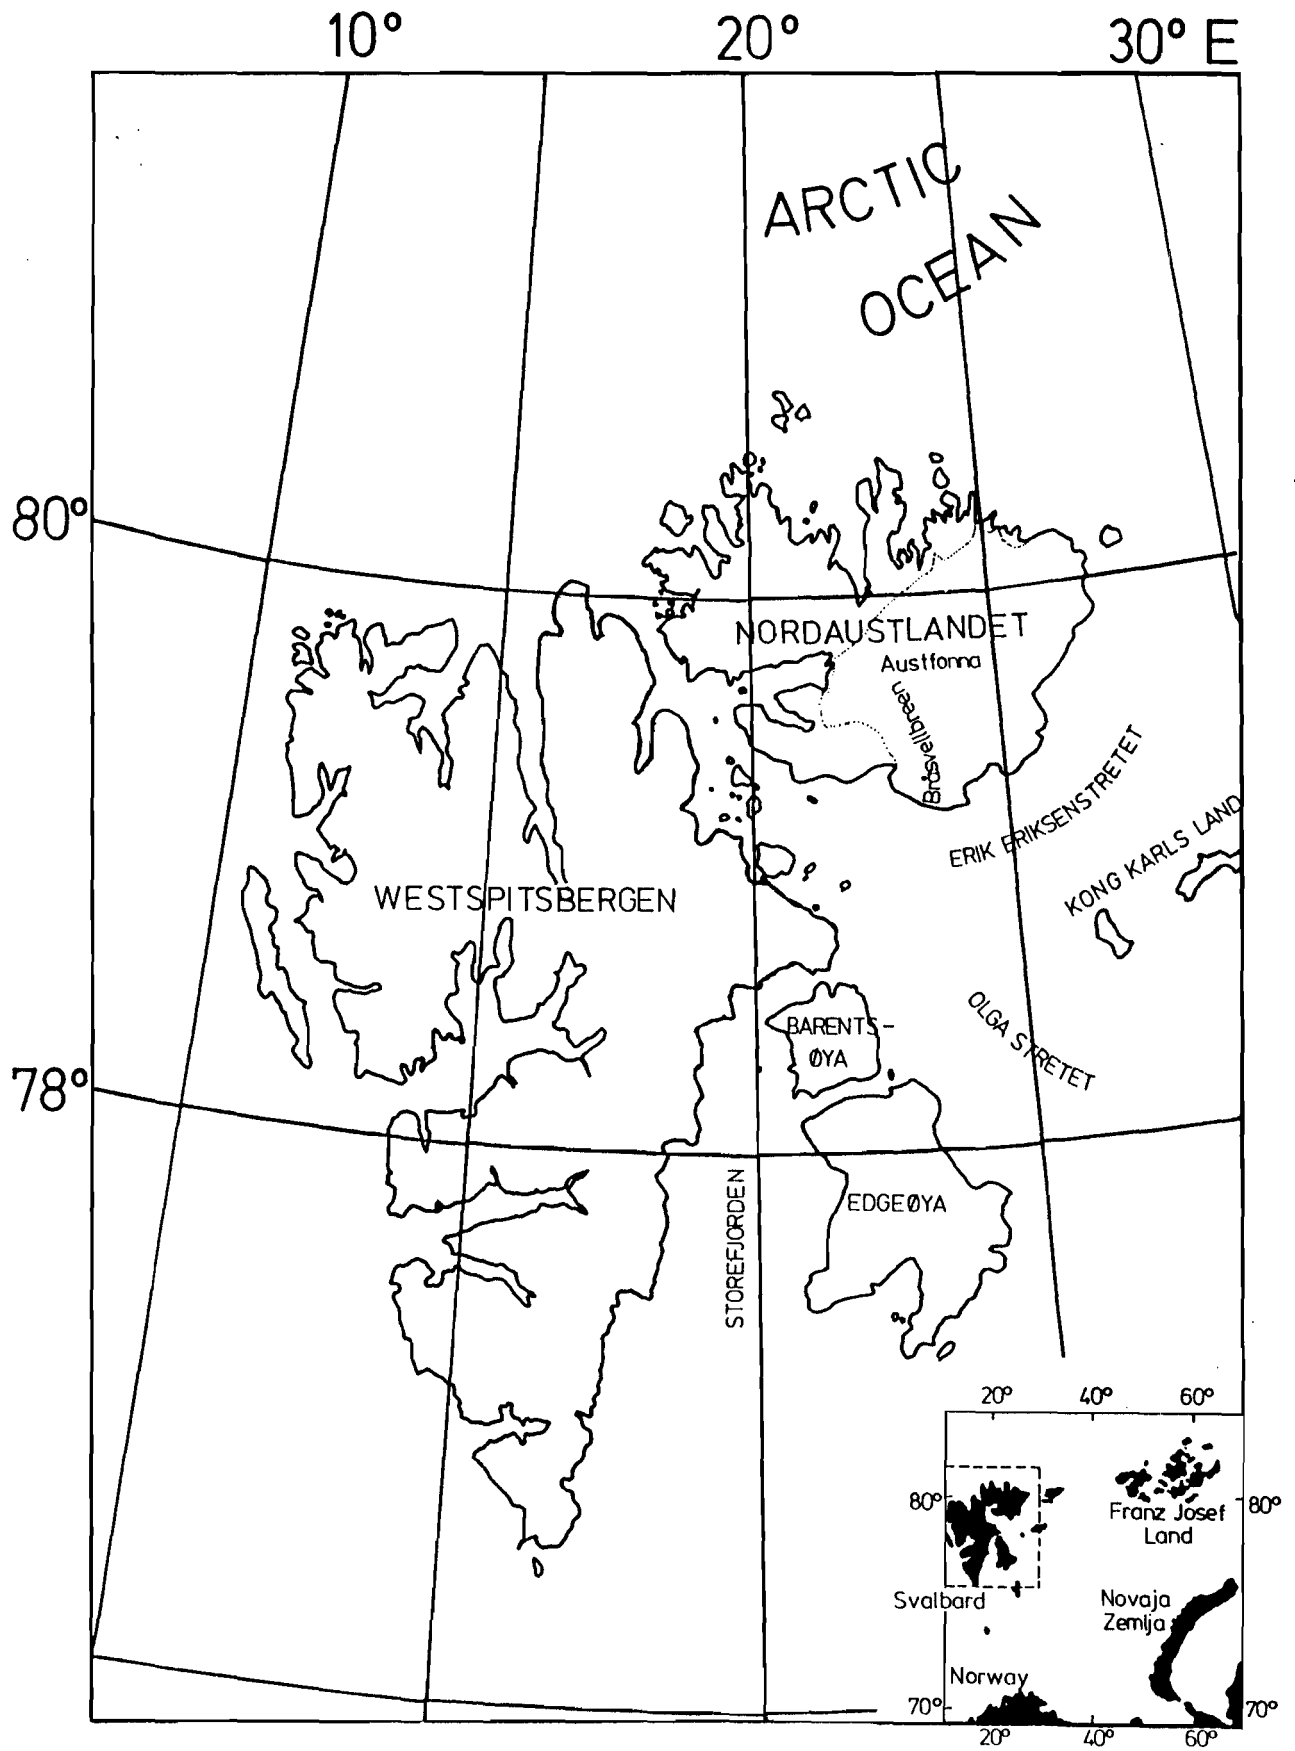 10° 20° 30° E
ARCTIC
OCEAN
80°
NORDAUSTLANDET
Austfonna
Bråsvellbreen
ERIK ERIKSENSTRETET
KONG KARLS LAND
WESTSPITSBERGEN
OLGA STRETET
BARENTS-
ØYA
78°
EDGEØYA
STOREFJORDEN
20° 40° 60°
80° 80°
Franz Josef
Land
Svalbard
Novaja
Zemlja
Norway
70° 70°
20° 40° 60°